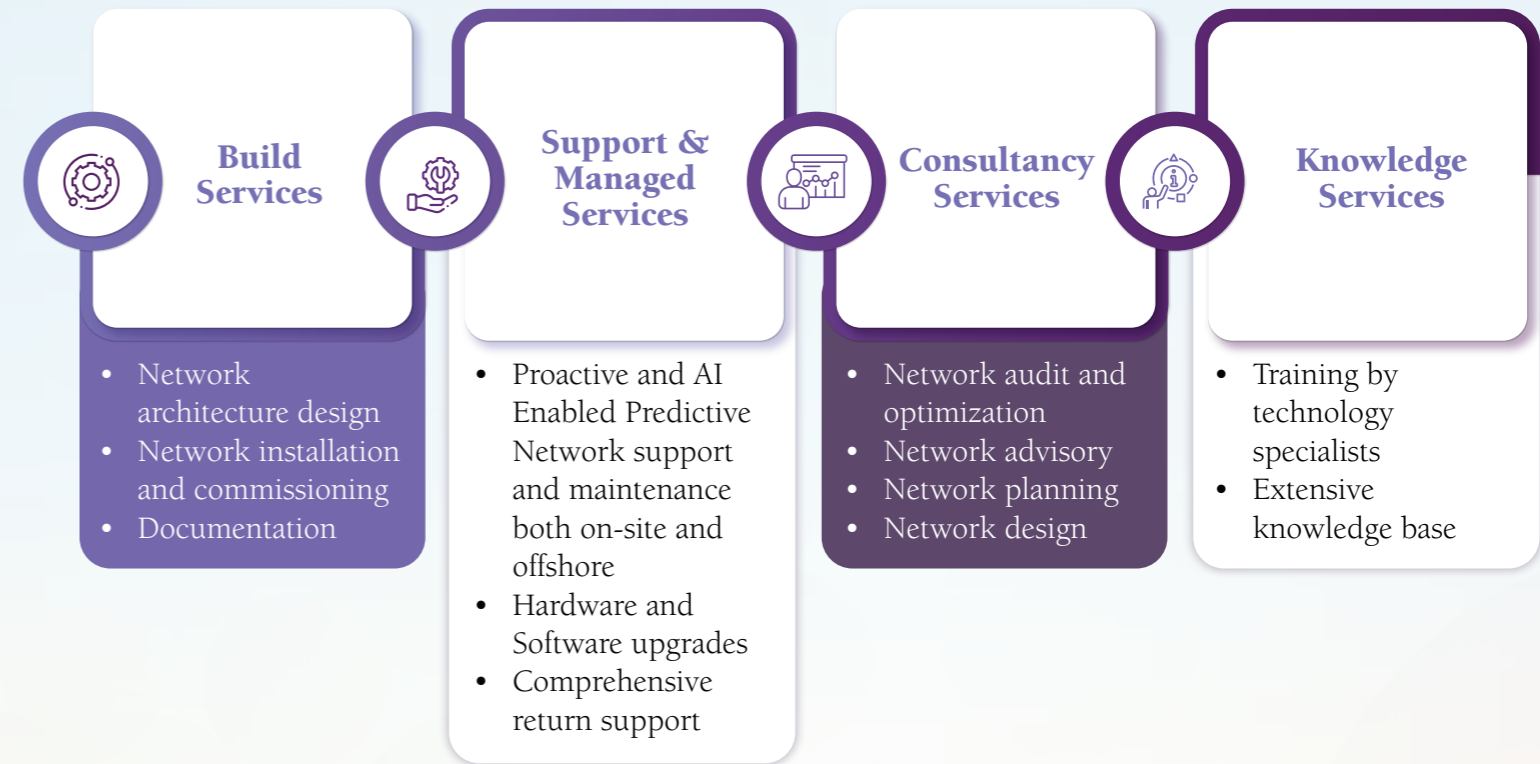 Build
Services
• Network
architecture design
• Network installation
and commissioning
• Documentation
Support &
Managed
Services
• Proactive and AI
Enabled Predictive
Network support
and maintenance
both on-site and
offshore
• Hardware and
Software upgrades
• Comprehensive
return support
Consultancy
Services
• Network audit and
optimization
• Network advisory
• Network planning
• Network design
Knowledge
Services
• Training by
technology
specialists
• Extensive
knowledge base